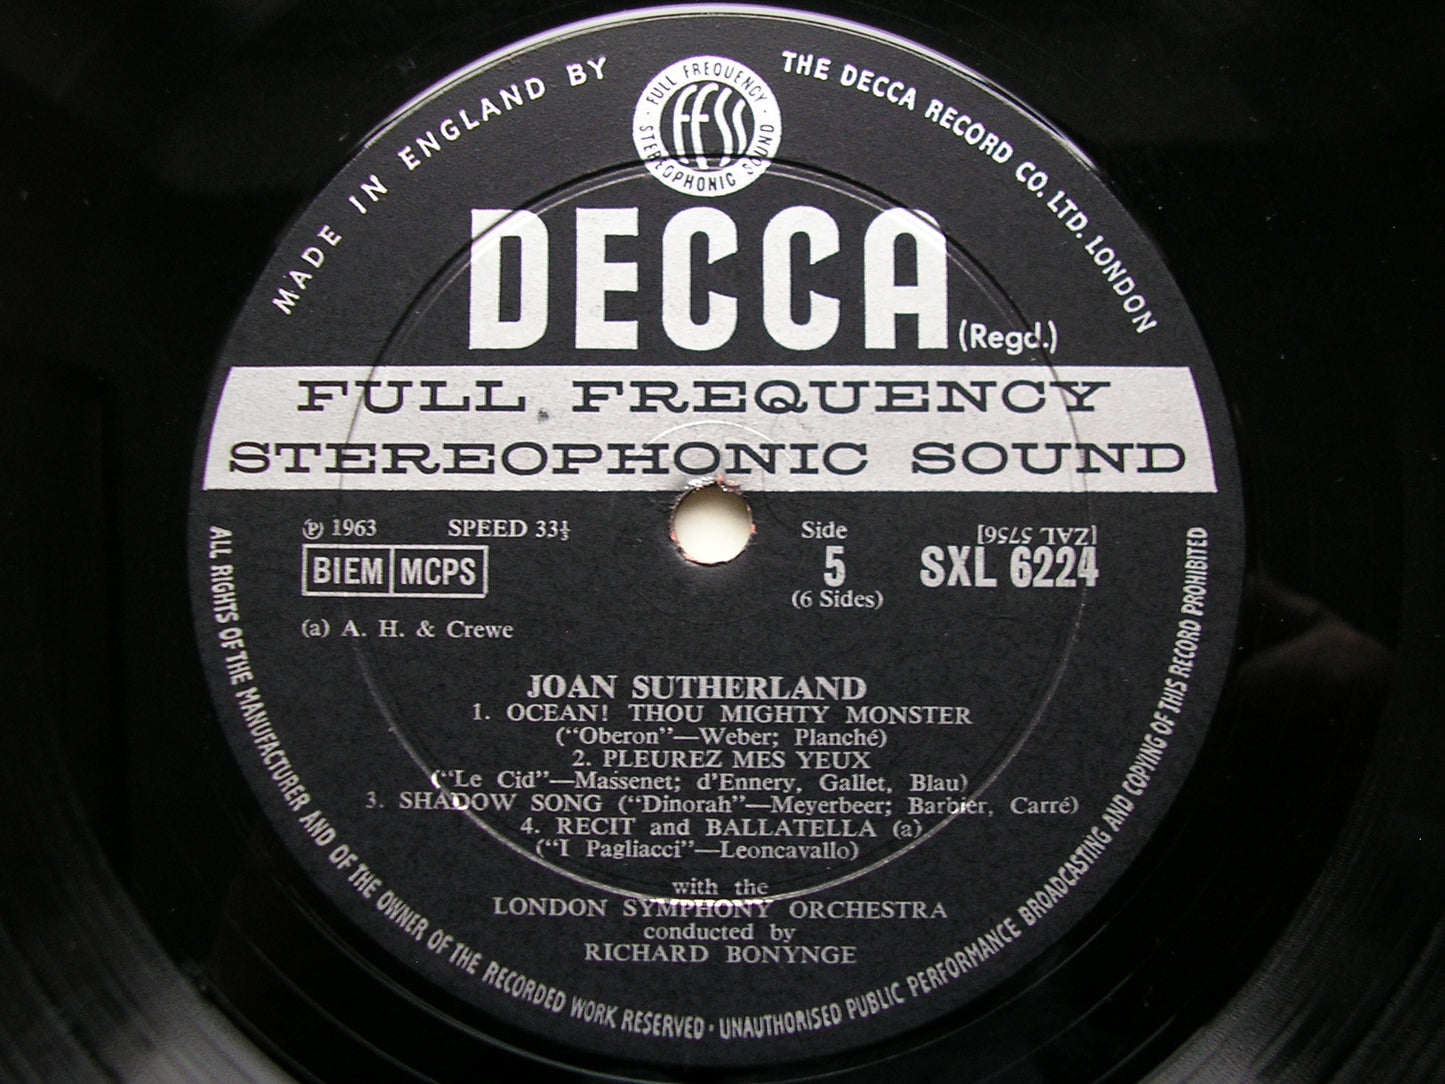 MADE IN ENGLAND BY THE DECCA RECORD CO. LTD. LONDON
FULL FREQUENCY
FFSS
STEREOPHONIC SOUND
DECCA (Regd.)
FULL FREQUENCY
STEREOPHONIC SOUND
Ⓟ 1963 SPEED 33⅓
BIEM MCPS
(a) A. H. & Crewe
Side
5
(6 Sides)
[ZAL 5756]
SXL 6224
JOAN SUTHERLAND
1. OCEAN! THOU MIGHTY MONSTER
("Oberon"—Weber; Planché)
2. PLEUREZ MES YEUX
("Le Cid"—Massenet; d'Ennery, Gallet, Blau)
3. SHADOW SONG ("Dinorah"—Meyerbeer; Barbier, Carré)
4. RECIT and BALLATELLA (a)
("I Pagliacci"—Leoncavallo)
with the
LONDON SYMPHONY ORCHESTRA
conducted by
RICHARD BONYNGE
ALL RIGHTS OF THE MANUFACTURER AND OF THE OWNER OF THE RECORDED WORK RESERVED · UNAUTHORISED PUBLIC PERFORMANCE BROADCASTING AND COPYING OF THIS RECORD PROHIBITED